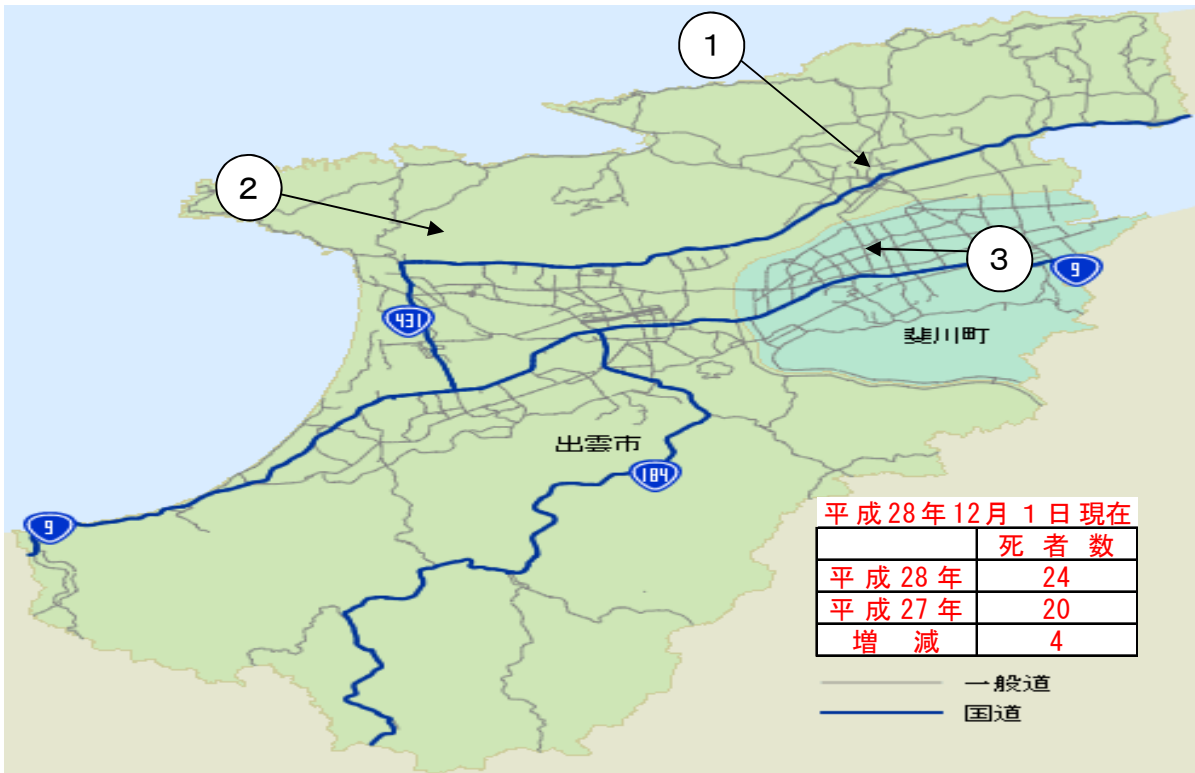 1
2
3
9
431
斐川町
出雲市
184
9
平成28年12月1日現在
死者数
平成28年 24
平成27年 20
増減 4
一般道
国道